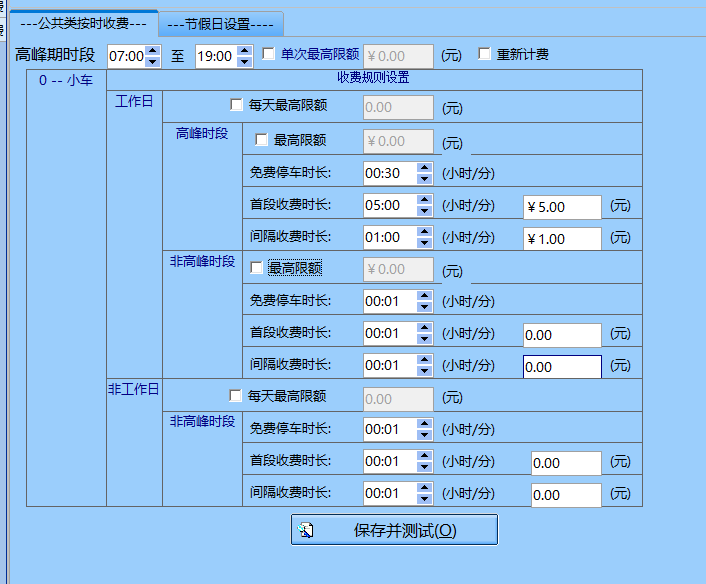 ---公共类按时收费---  ---节假日设置----
高峰期时段 07:00 至 19:00 单次最高限额 ￥0.00 (元) 重新计费
0 -- 小车 收费规则设置
工作日 每天最高限额 0.00 (元)
高峰时段 最高限额 ￥0.00 (元)
免费停车时长: 00:30 (小时/分)
首段收费时长: 05:00 (小时/分) ￥5.00 (元)
间隔收费时长: 01:00 (小时/分) ￥1.00 (元)
非高峰时段 最高限额 ￥0.00 (元)
免费停车时长: 00:01 (小时/分)
首段收费时长: 00:01 (小时/分) 0.00 (元)
间隔收费时长: 00:01 (小时/分) 0.00 (元)
非工作日 每天最高限额 0.00 (元)
非高峰时段 免费停车时长: 00:01 (小时/分)
首段收费时长: 00:01 (小时/分) 0.00 (元)
间隔收费时长: 00:01 (小时/分) 0.00 (元)
保存并测试(O)